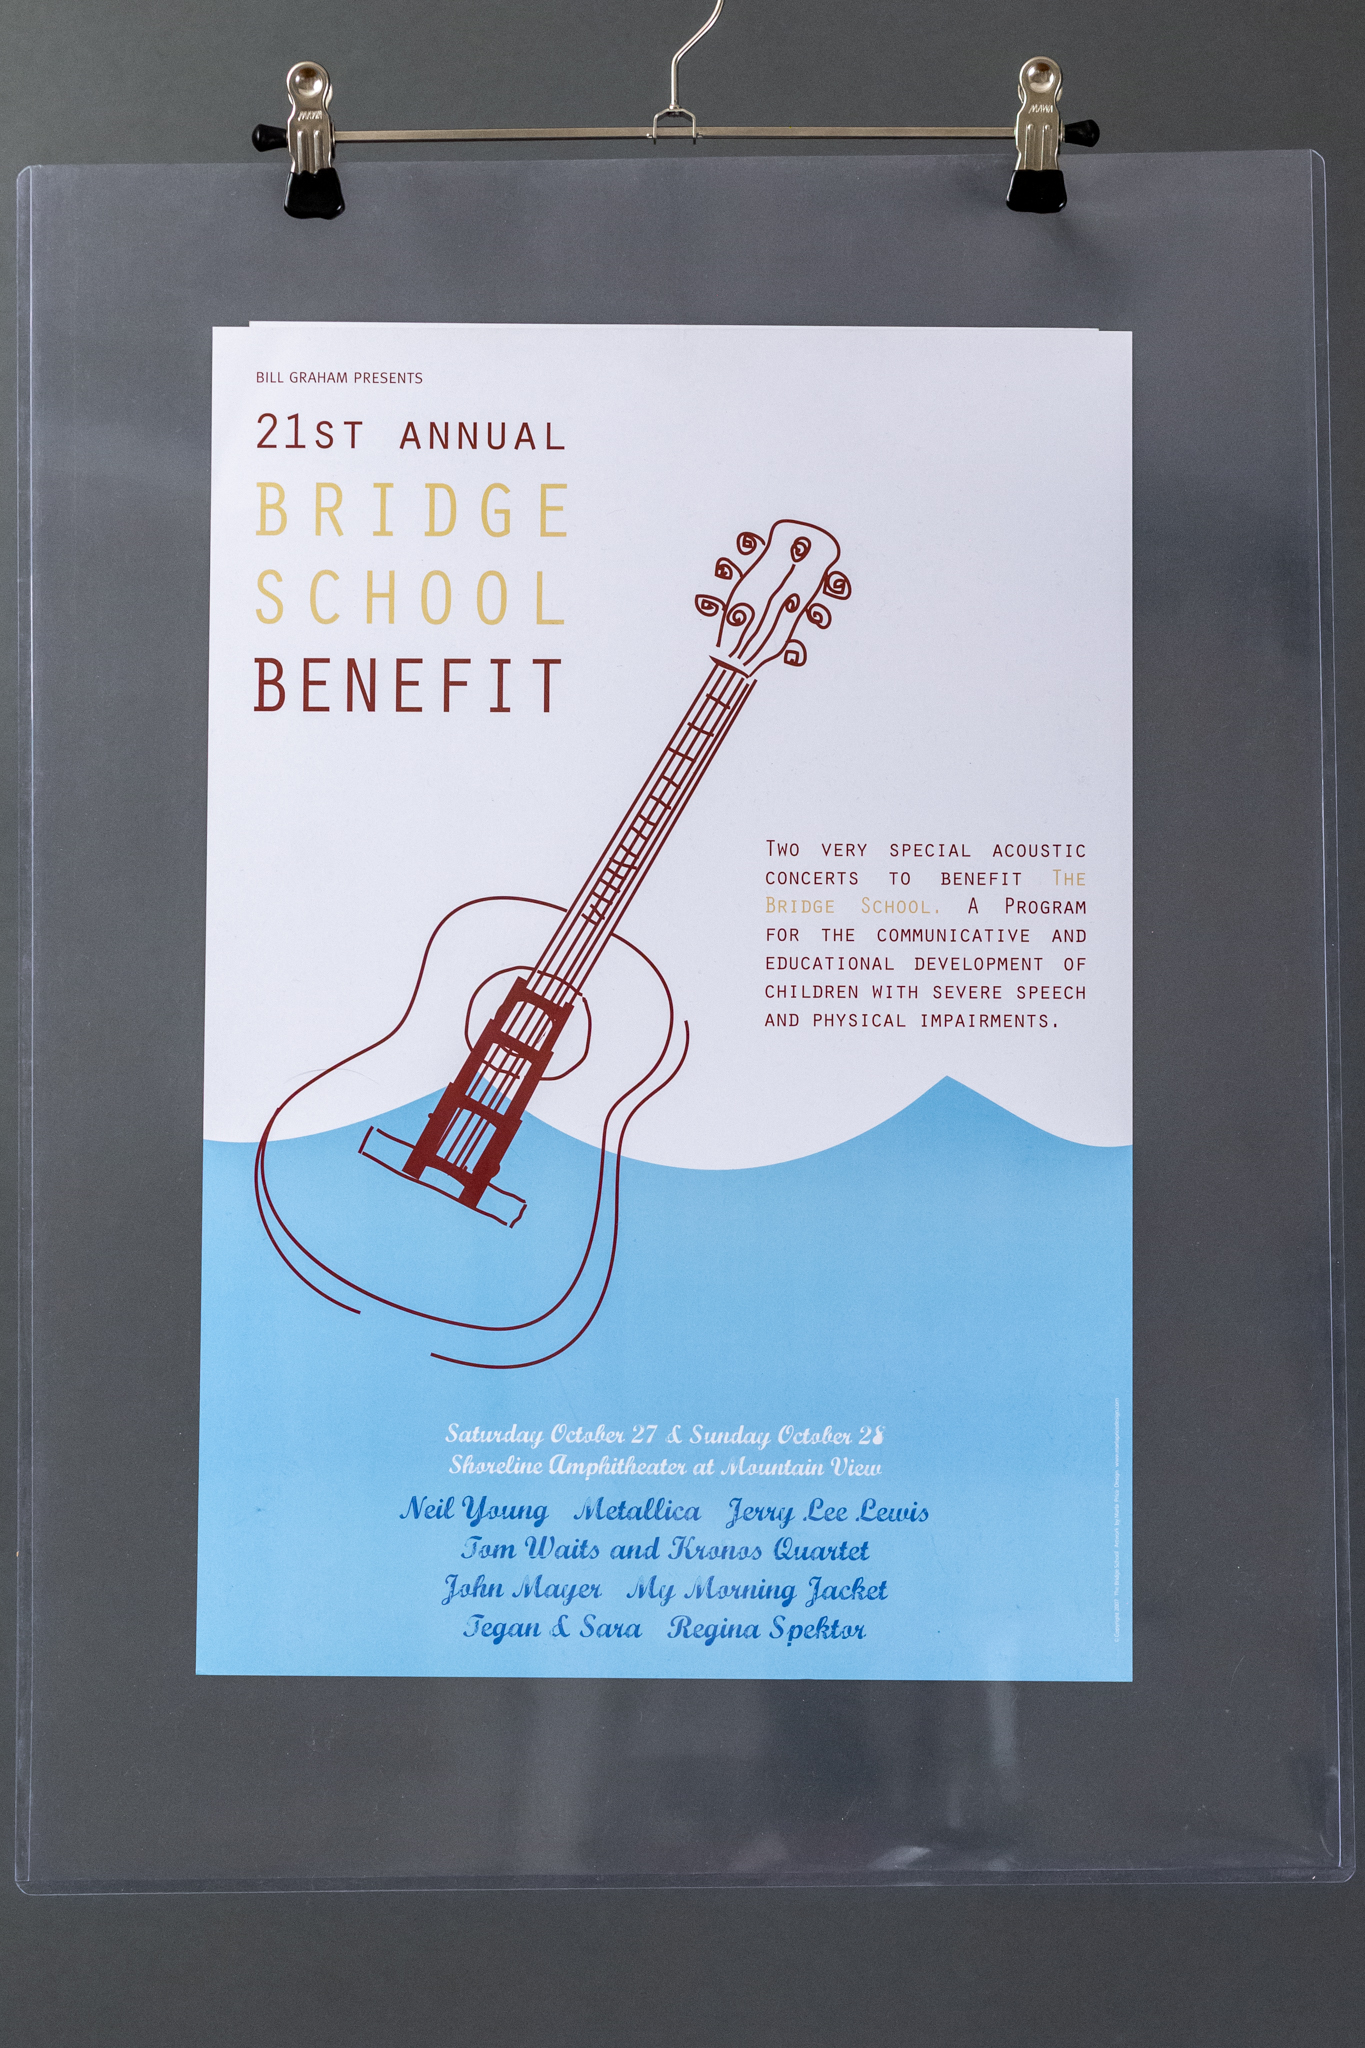 MAWA
MAWA
BILL GRAHAM PRESENTS
21ST ANNUAL
BRIDGE
SCHOOL
BENEFIT
TWO VERY SPECIAL ACOUSTIC
CONCERTS TO BENEFIT THE
BRIDGE SCHOOL. A PROGRAM
FOR THE COMMUNICATIVE AND
EDUCATIONAL DEVELOPMENT OF
CHILDREN WITH SEVERE SPEECH
AND PHYSICAL IMPAIRMENTS.
Saturday October 27 & Sunday October 28
Shoreline Amphitheater at Mountain View
Neil Young Metallica Jerry Lee Lewis
Tom Waits and Kronos Quartet
John Mayer My Morning Jacket
Tegan & Sara Regina Spektor